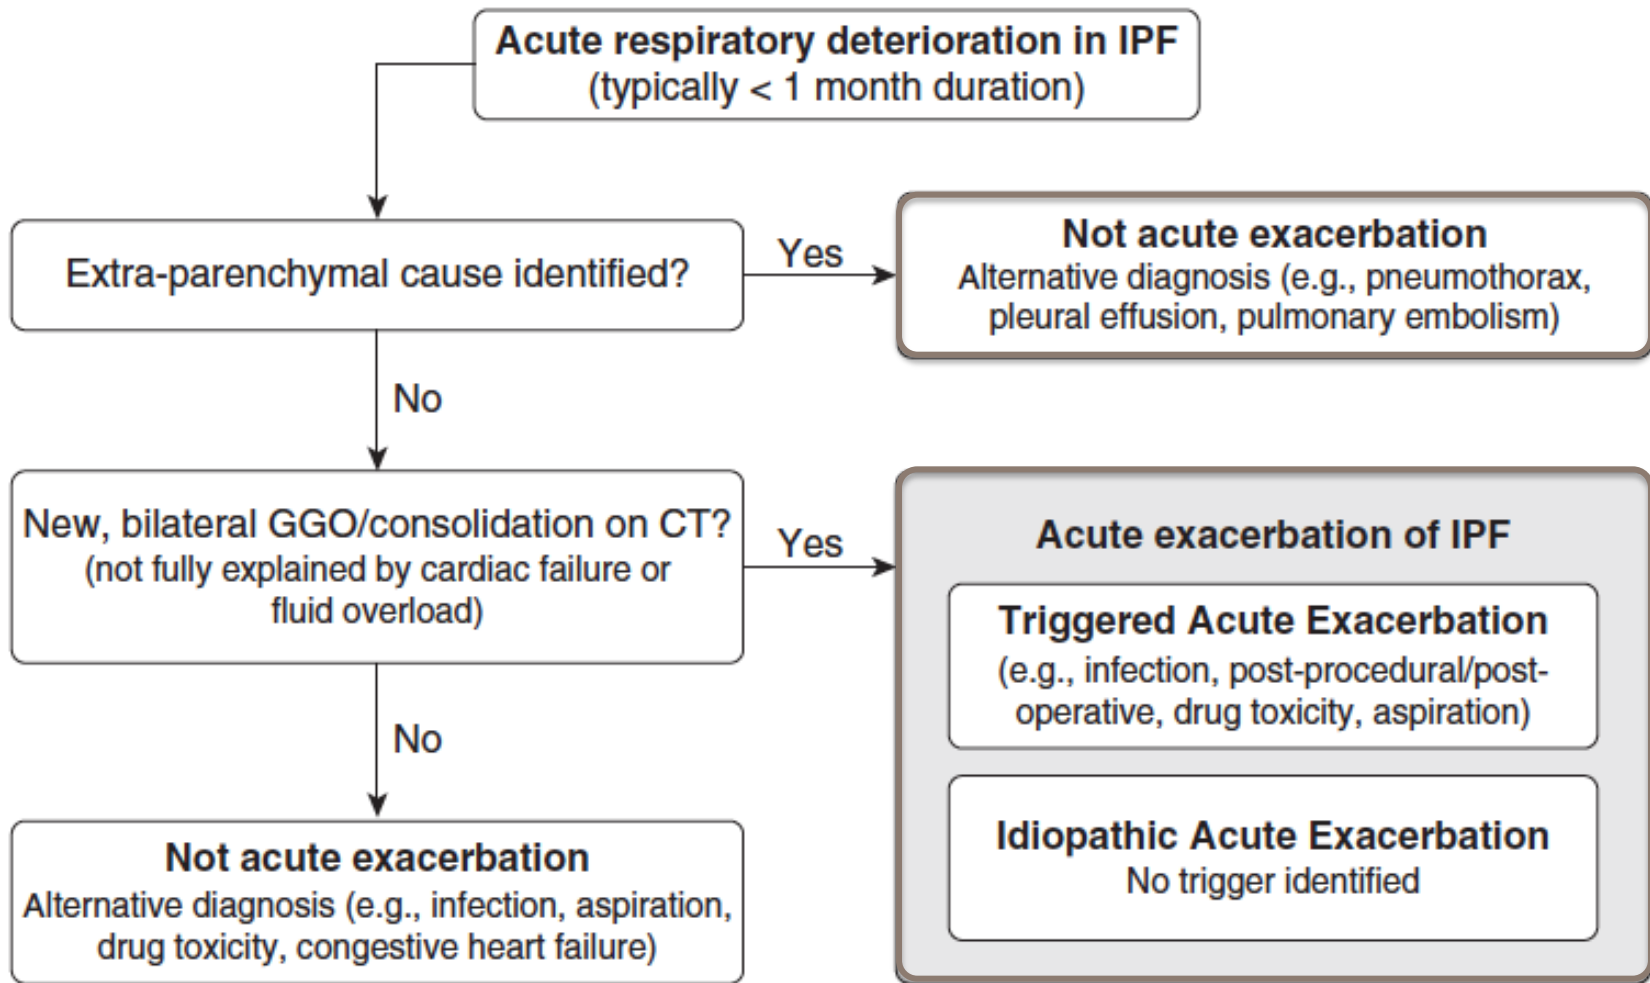 Acute respiratory deterioration in IPF
(typically < 1 month duration)
Extra-parenchymal cause identified?
Yes
Not acute exacerbation
Alternative diagnosis (e.g., pneumothorax,
pleural effusion, pulmonary embolism)
No
New, bilateral GGO/consolidation on CT?
(not fully explained by cardiac failure or
fluid overload)
Yes
Acute exacerbation of IPF
Triggered Acute Exacerbation
(e.g., infection, post-procedural/post-
operative, drug toxicity, aspiration)
Idiopathic Acute Exacerbation
No trigger identified
No
Not acute exacerbation
Alternative diagnosis (e.g., infection, aspiration,
drug toxicity, congestive heart failure)